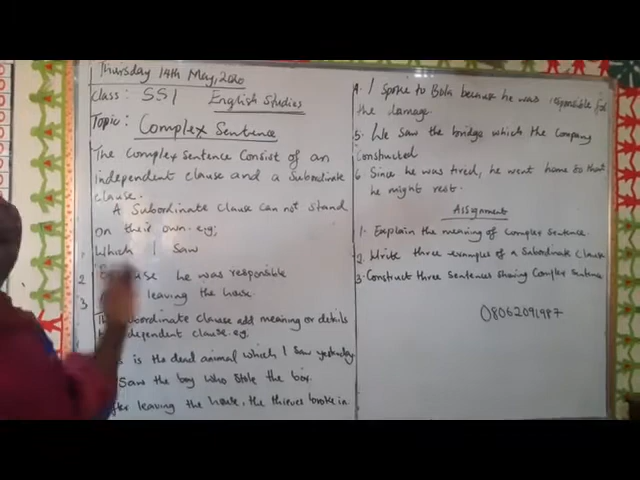 Thursday 14th May, 2020
Class: SS1 English Studies
Topic: Complex Sentence
The Complex Sentence Consist of an
independent clause and a Subordinate
clause.
A Subordinate clause can not stand
on their own. eg;
1 Which I Saw
2 he was responsible
3 leaving the house
Subordinate clause add meaning or details
independent clause. eg.
is the dead animal which I Saw yesterday
Saw the boy who stole the box.
leaving the house, the thieves broke in
4. I spoke to Bola because he was responsible for
the damage.
5. We Saw the bridge which the Company
Constructed
6. Since he was tired, he went home so that
he might rest.
Assignment
1. Explain the meaning of Complex Sentence.
2. Write three examples of a Subordinate Clause
3. Construct three Sentences showing Complex Sentence
08062091987